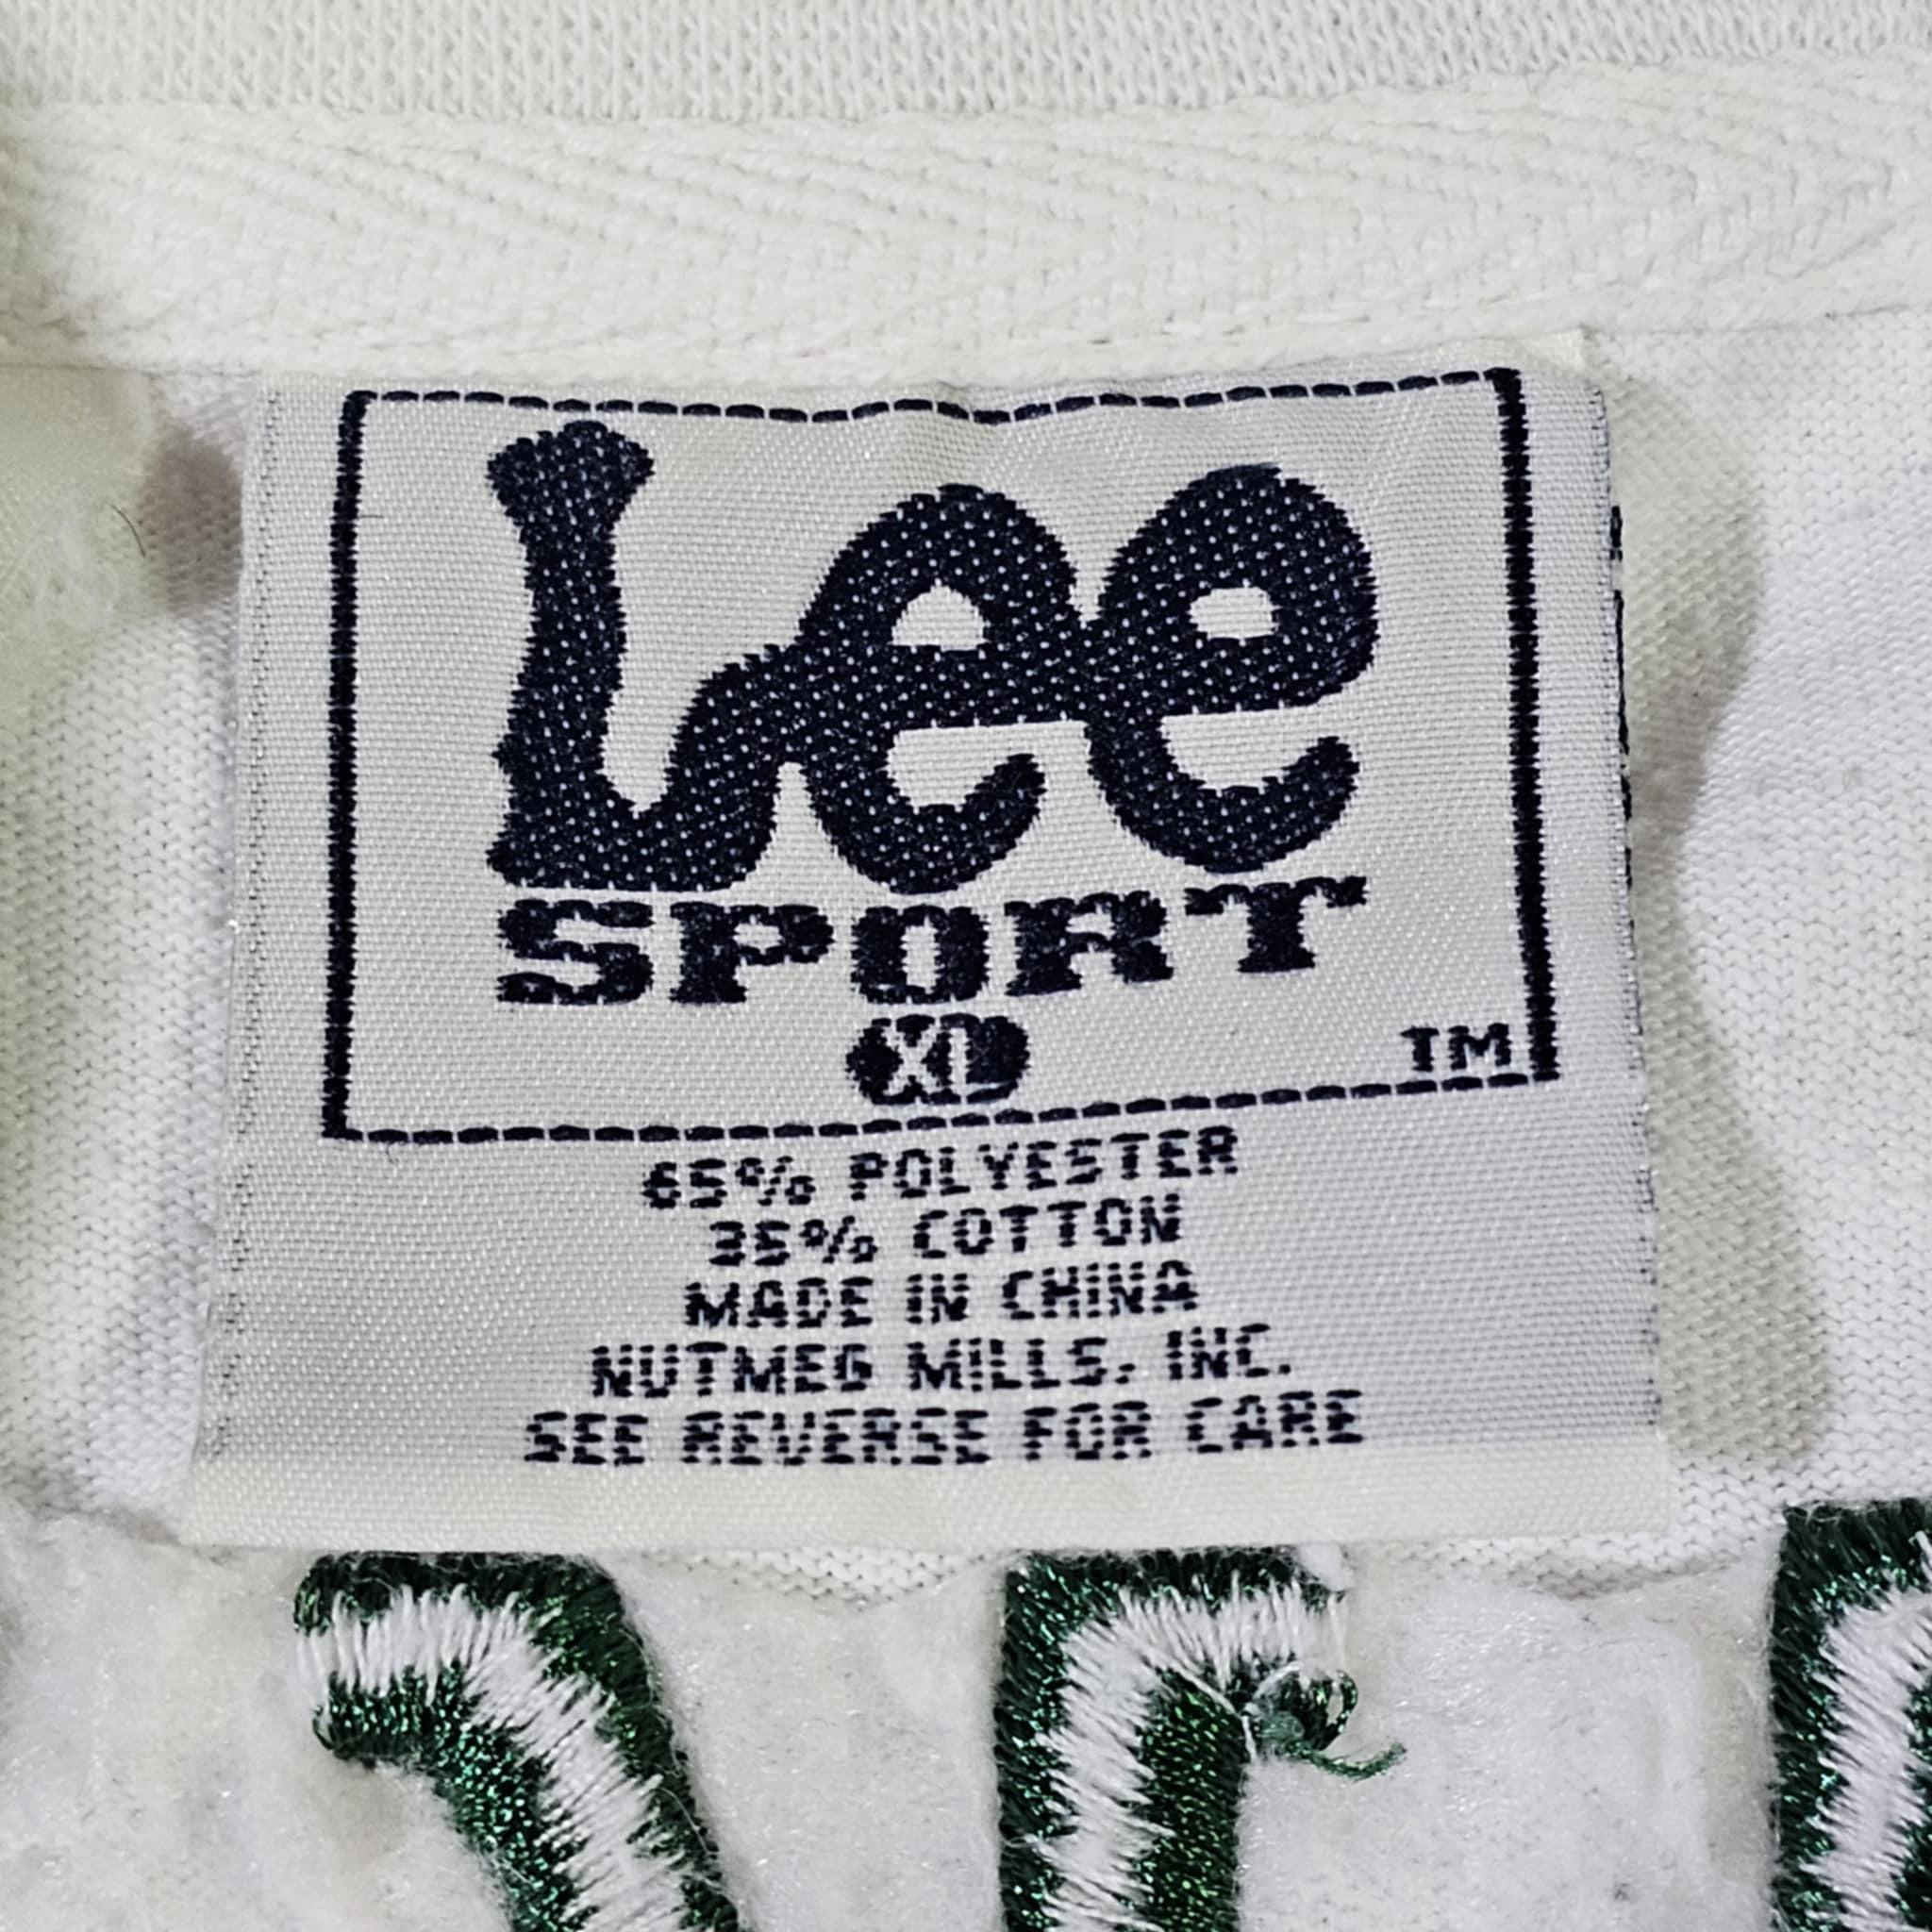 Lee
SPORT
XL
TM
65% POLYESTER
35% COTTON
MADE IN CHINA
NUTMEG MILLS, INC.
SEE REVERSE FOR CARE